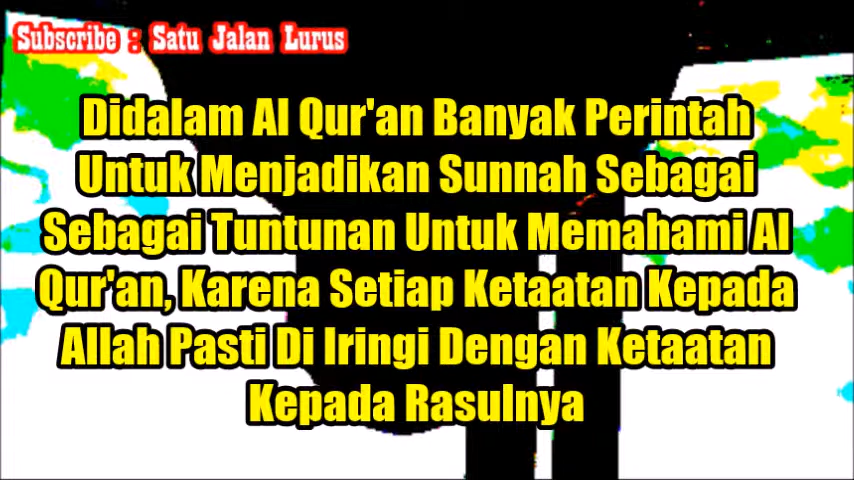 Subscribe : Satu Jalan Lurus
Didalam Al Qur'an Banyak Perintah
Untuk Menjadikan Sunnah Sebagai
Sebagai Tuntunan Untuk Memahami Al
Qur'an, Karena Setiap Ketaatan Kepada
Allah Pasti Di Iringi Dengan Ketaatan
Kepada Rasulnya